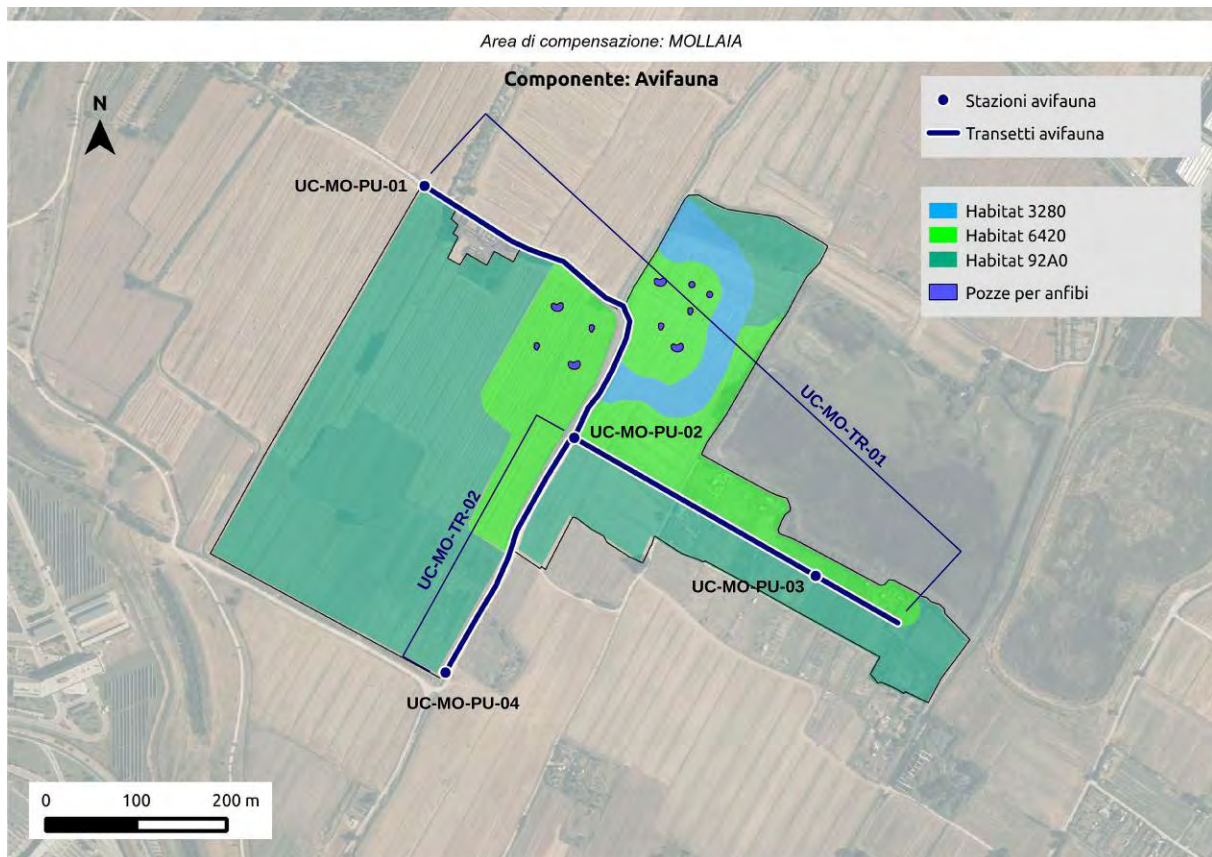 Area di compensazione: MOLLAIA
Componente: Avifauna
N
Stazioni avifauna
Transetti avifauna
Habitat 3280
Habitat 6420
Habitat 92A0
Pozze per anfibi
UC-MO-PU-01
UC-MO-PU-02
UC-MO-TR-01
UC-MO-TR-02
UC-MO-PU-03
UC-MO-PU-04
0 100 200 m